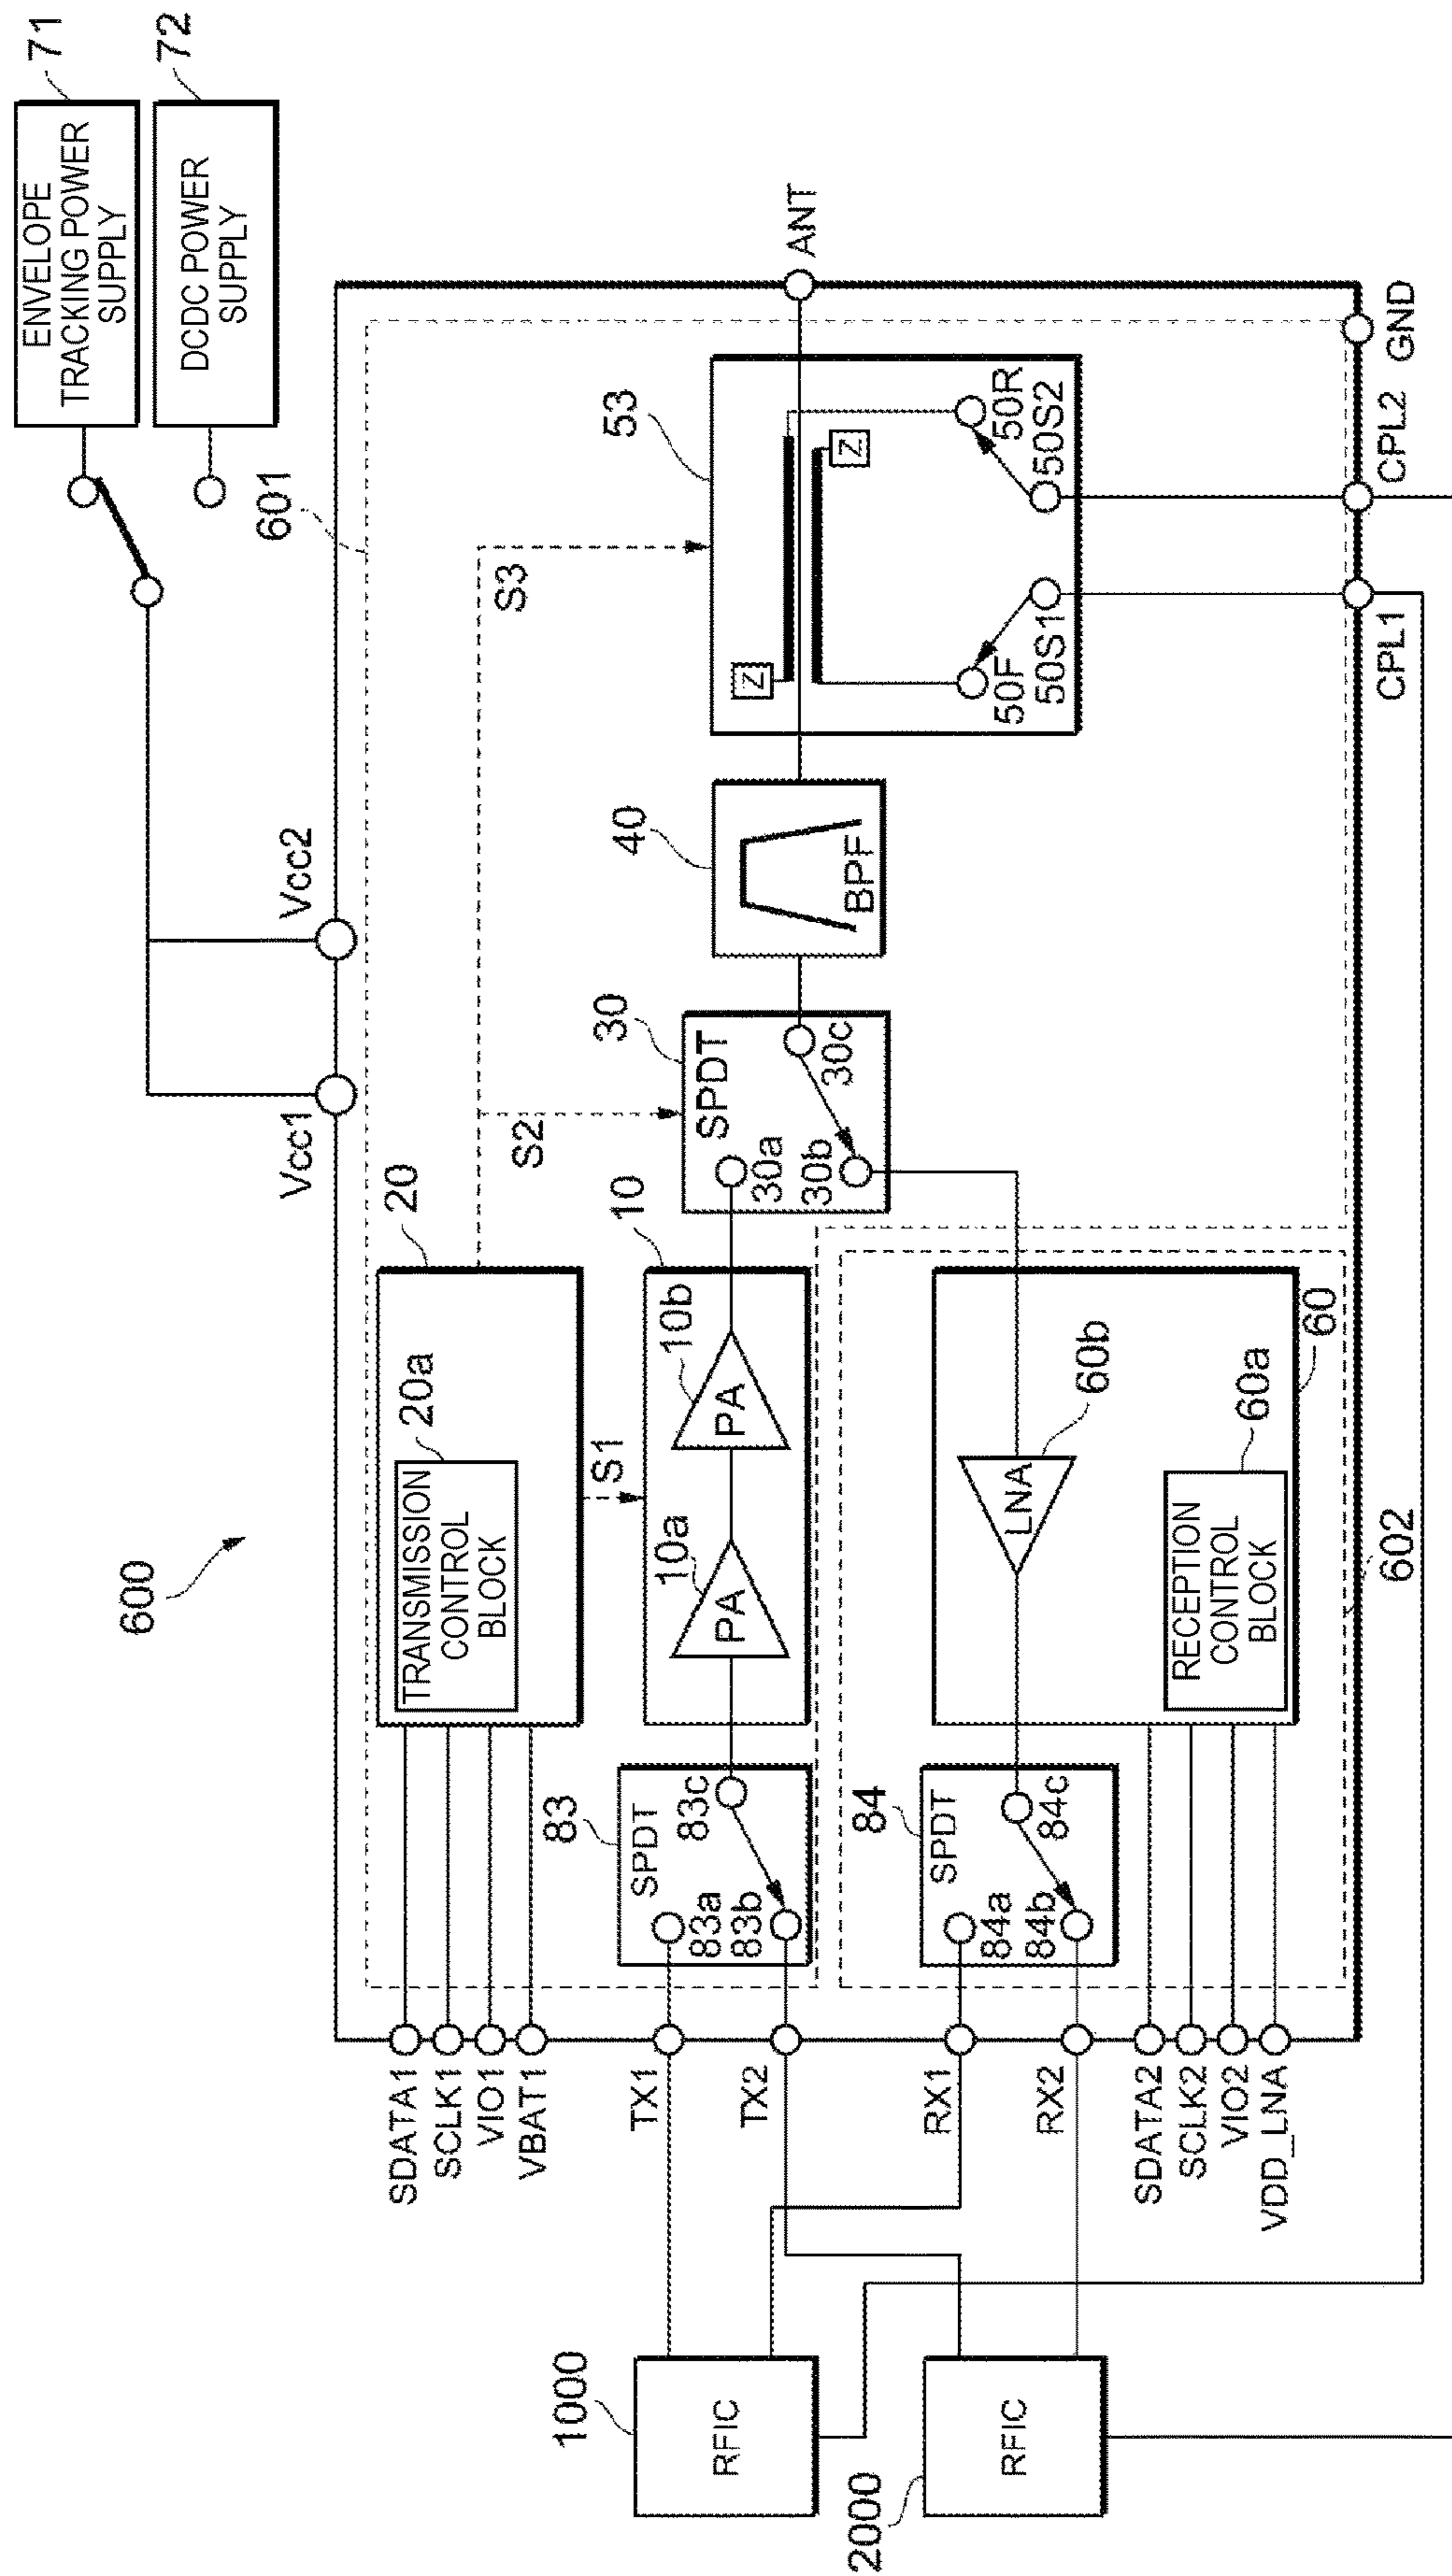 600
ENVELOPE
TRACKING POWER
SUPPLY
71
DCDC POWER
SUPPLY
72
Vcc1
Vcc2
601
SDATA1
SCLK1
VIO1
VBAT1
TRANSMISSION
CONTROL
BLOCK
20a
20
S1
S2
S3
TX1
TX2
83
SPDT
83a
83b
83c
10
10a
PA
10b
PA
30
SPDT
30a
30b
30c
40
BPF
53
Z
Z
50F
50S1
50R
50S2
ANT
1000
RFIC
2000
RFIC
RX1
RX2
84
SPDT
84a
84b
84c
LNA
60b
60
RECEPTION
CONTROL
BLOCK
60a
602
SDATA2
SCLK2
VIO2
VDD_LNA
CPL1
CPL2
GND